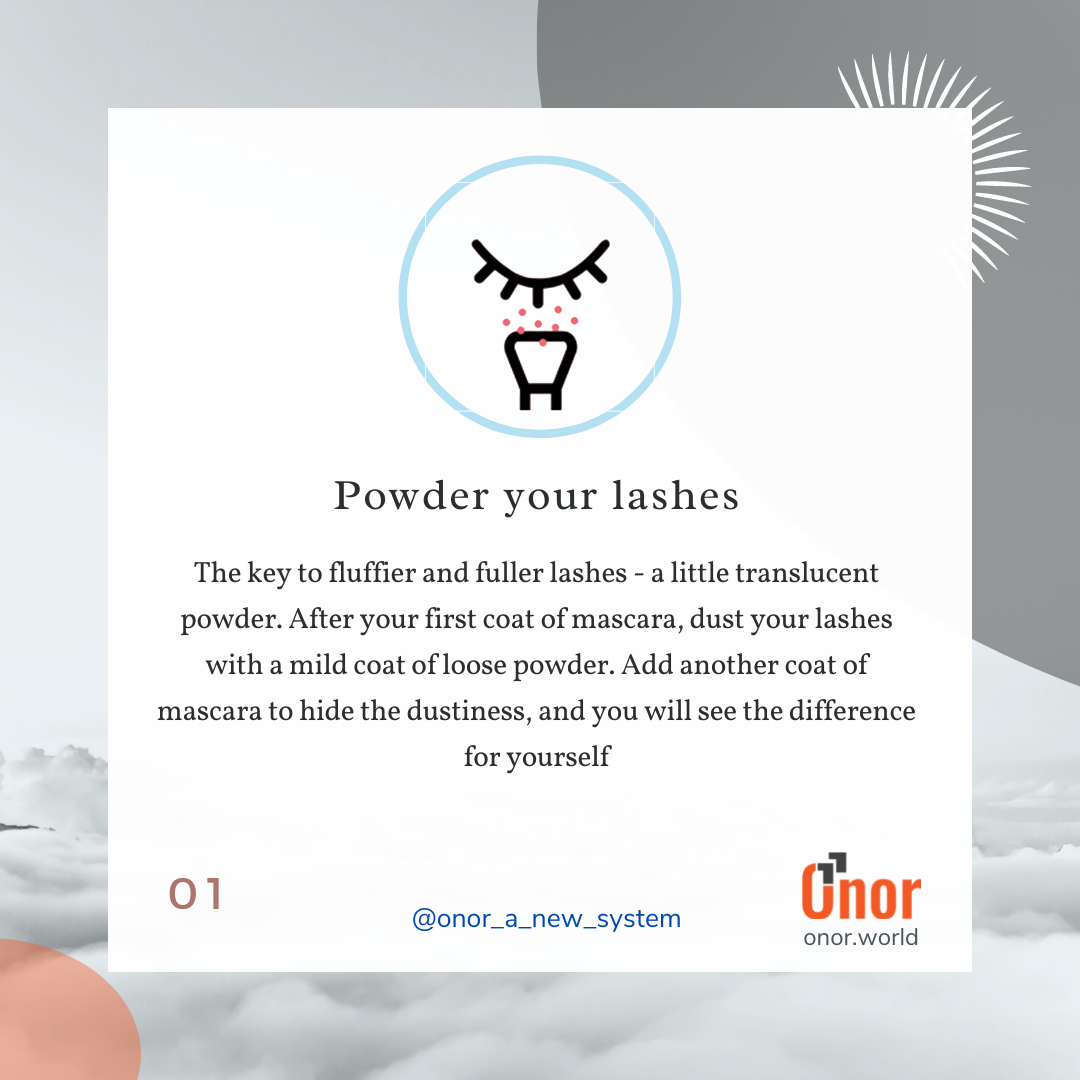 Powder your lashes
The key to fluffier and fuller lashes - a little translucent
powder. After your first coat of mascara, dust your lashes
with a mild coat of loose powder. Add another coat of
mascara to hide the dustiness, and you will see the difference
for yourself
01
@onor_a_new_system
Onor
onor.world